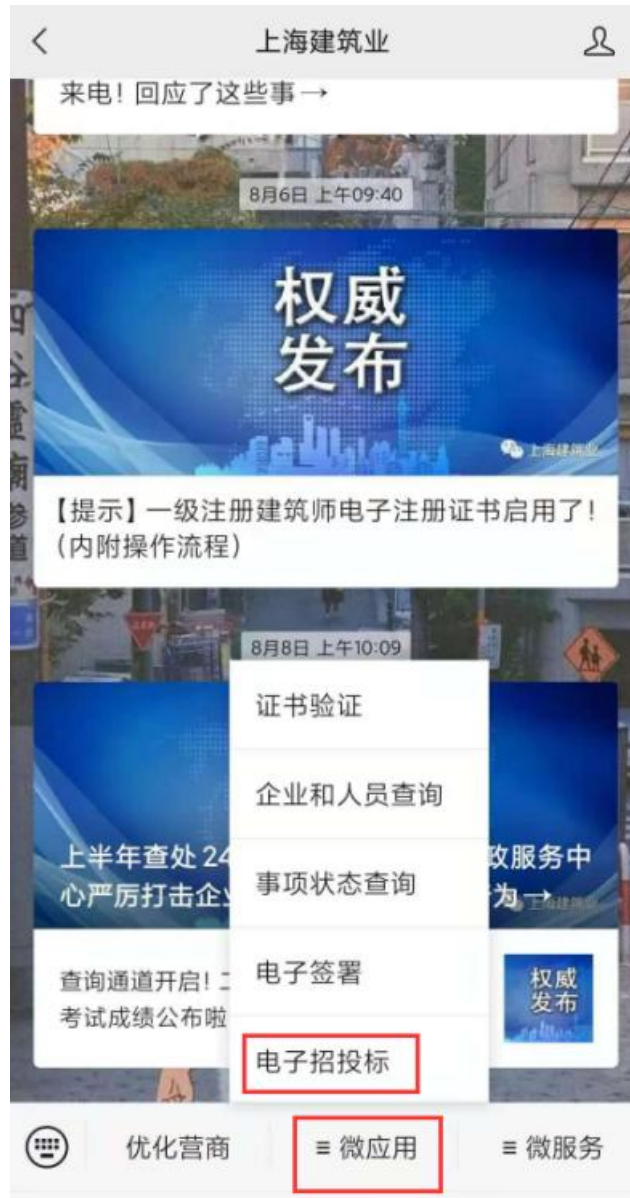 上海建筑业
来电！回应了这些事→
8月6日 上午09:40
权威
发布
上海建筑业
【提示】一级注册建筑师电子注册证书启用了！
（内附操作流程）
8月8日 上午10:09
上半年查处24
政服务中
心严厉打击企
为→
查询通道开启！二
考试成绩公布啦
权威
发布
证书验证
企业和人员查询
事项状态查询
电子签署
电子招投标
优化营商
≡ 微应用
≡ 微服务